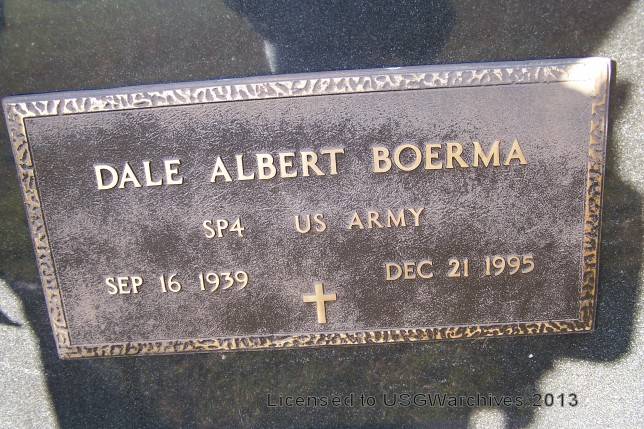 DALE ALBERT BOERMA
SP4 US ARMY
SEP 16 1939 DEC 21 1995
Licensed to USGWarchives 2013